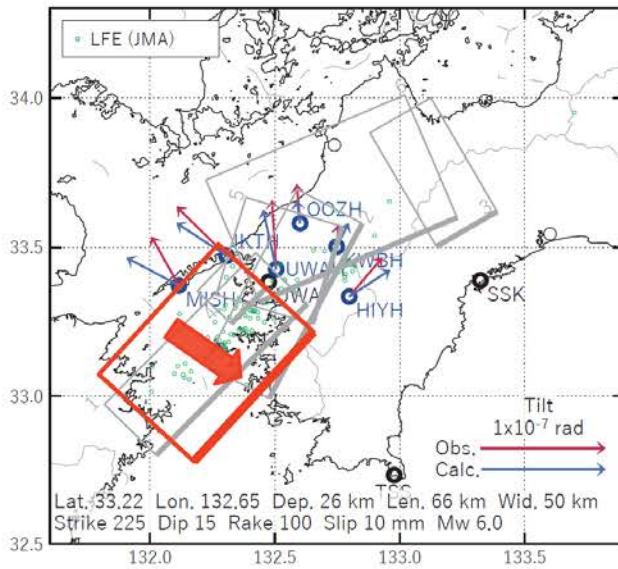 LFE (JMA)
34.0
OOZH
IKTH
33.5
UWA
HIYH
MISH
UWA
SSK
33.0
Tilt
1x10⁻⁷ rad
Obs.
Calc.
TSS
Lat. 33.22 Lon. 132.65 Dep. 26 km Len. 66 km Wid. 50 km
Strike 225 Dip 15 Rake 100 Slip 10 mm Mw 6.0
32.5
132.0 132.5 133.0 133.5